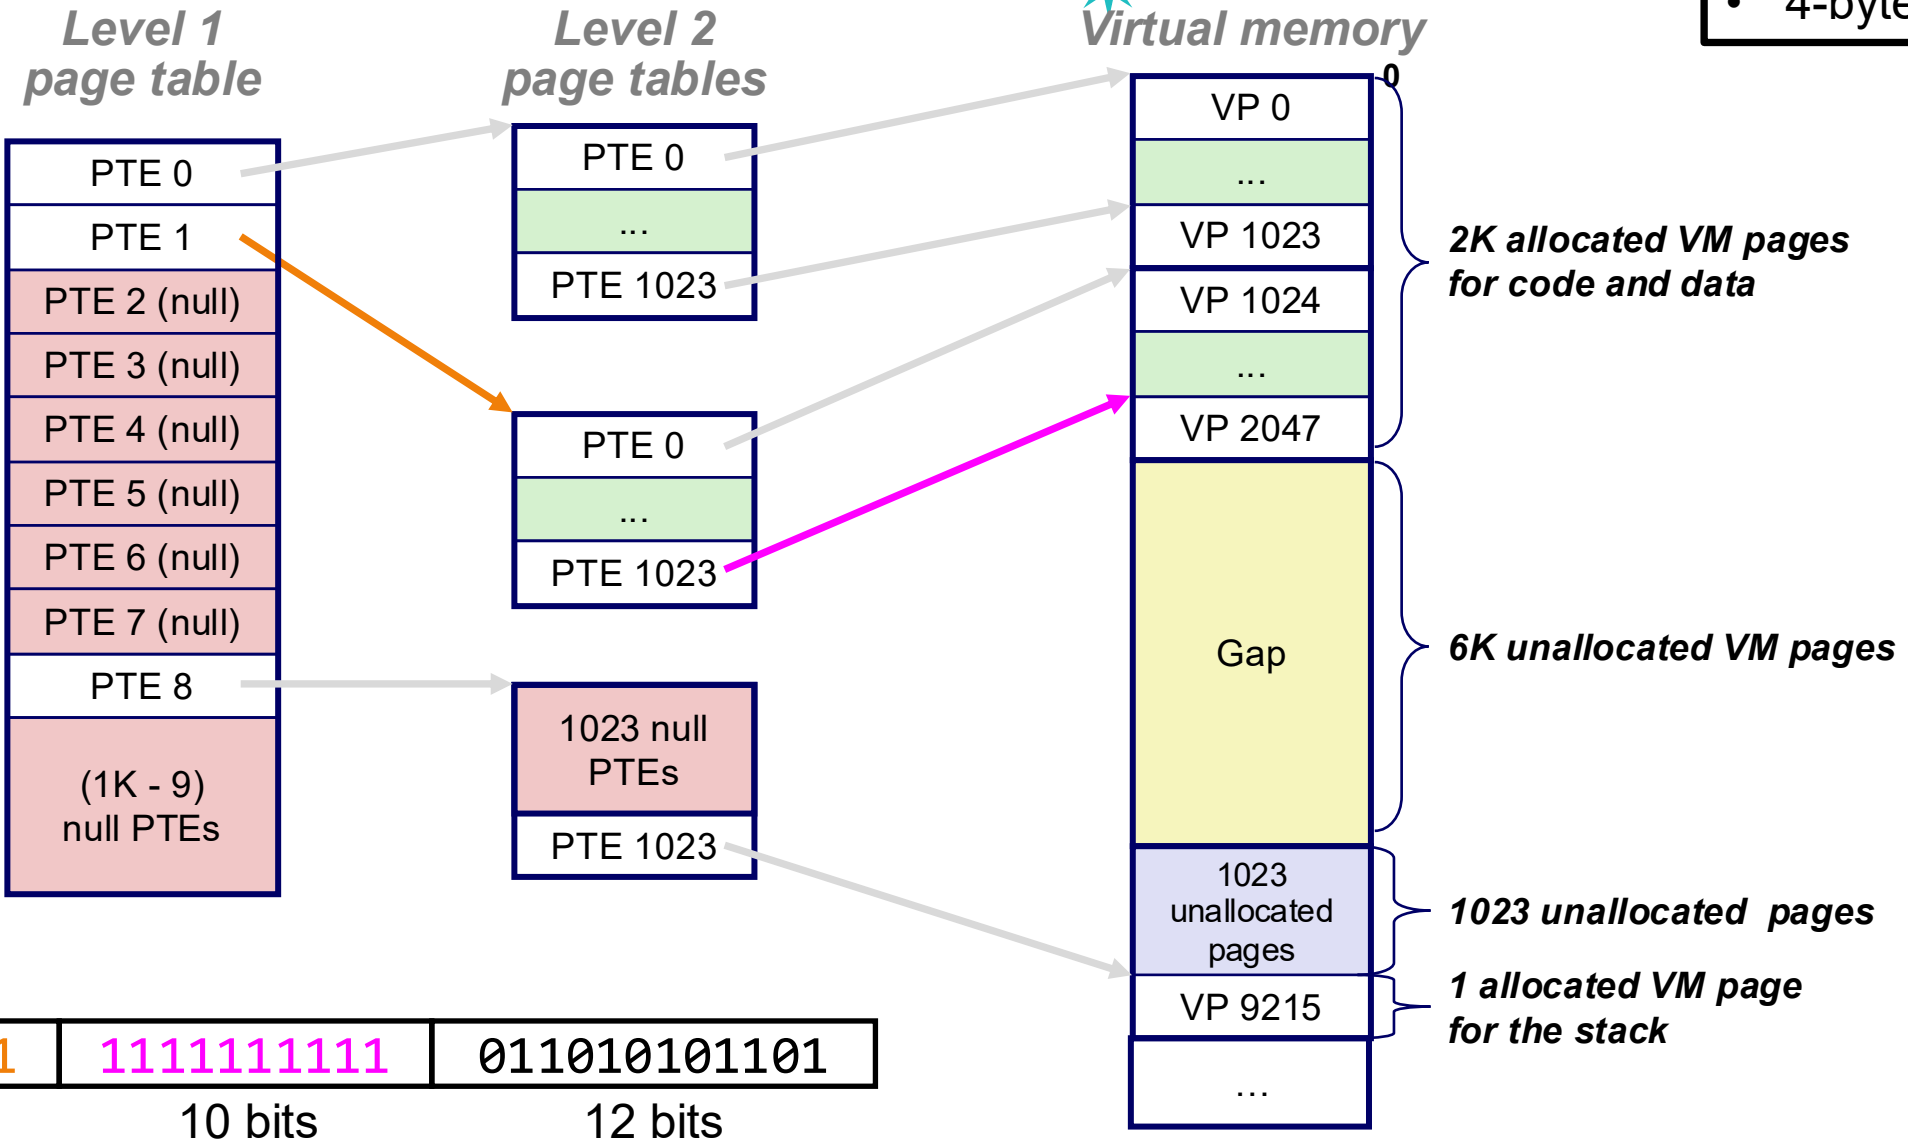 Level 1
page table
Level 2
page tables
Virtual memory
• 4-byte
0
PTE 0
PTE 1
PTE 2 (null)
PTE 3 (null)
PTE 4 (null)
PTE 5 (null)
PTE 6 (null)
PTE 7 (null)
PTE 8
(1K - 9)
null PTEs
PTE 0
...
PTE 1023
PTE 0
...
PTE 1023
1023 null
PTEs
PTE 1023
VP 0
...
VP 1023
VP 1024
...
VP 2047
Gap
1023
unallocated
pages
VP 9215
...
2K allocated VM pages
for code and data
6K unallocated VM pages
1023 unallocated pages
1 allocated VM page
for the stack
1 1111111111 011010101101
10 bits 12 bits